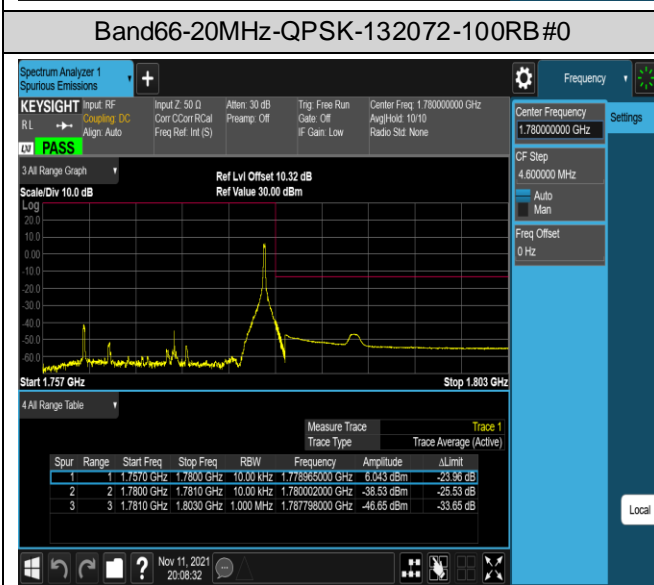 Band66-20MHz-QPSK-132072-100RB#0
Spectrum Analyzer 1
Spurious Emissions
Frequency
KEYSIGHT Input: RF Input Z: 50 Ω Atten: 30 dB Trig: Free Run Center Freq: 1.780000000 GHz
RL Coupling: DC Corr CCorr RCal Preamp: Off Gate: Off Avg|Hold: 10/10
Align: Auto Freq Ref: Int (S) IF Gain: Low Radio Std: None
LXI PASS
Center Frequency
1.780000000 GHz
Settings
CF Step
4.600000 MHz
Auto
Man
Freq Offset
0 Hz
3 All Range Graph
Ref Lvl Offset 10.32 dB
Scale/Div 10.0 dB Ref Value 30.00 dBm
Log
20.0
10.0
0.00
-10.0
-20.0
-30.0
-40.0
-50.0
-60.0
Start 1.757 GHz Stop 1.803 GHz
4 All Range Table
Measure Trace Trace 1
Trace Type Trace Average (Active)
Spur Range Start Freq Stop Freq RBW Frequency Amplitude ΔLimit
1 1 1.7570 GHz 1.7800 GHz 10.00 kHz 1.778965000 GHz 6.043 dBm -23.96 dB
2 2 1.7800 GHz 1.7810 GHz 10.00 kHz 1.780002000 GHz -38.53 dBm -25.53 dB
3 3 1.7810 GHz 1.8030 GHz 1.000 MHz 1.787798000 GHz -46.65 dBm -33.65 dB
Local
Nov 11, 2021
20:08:32